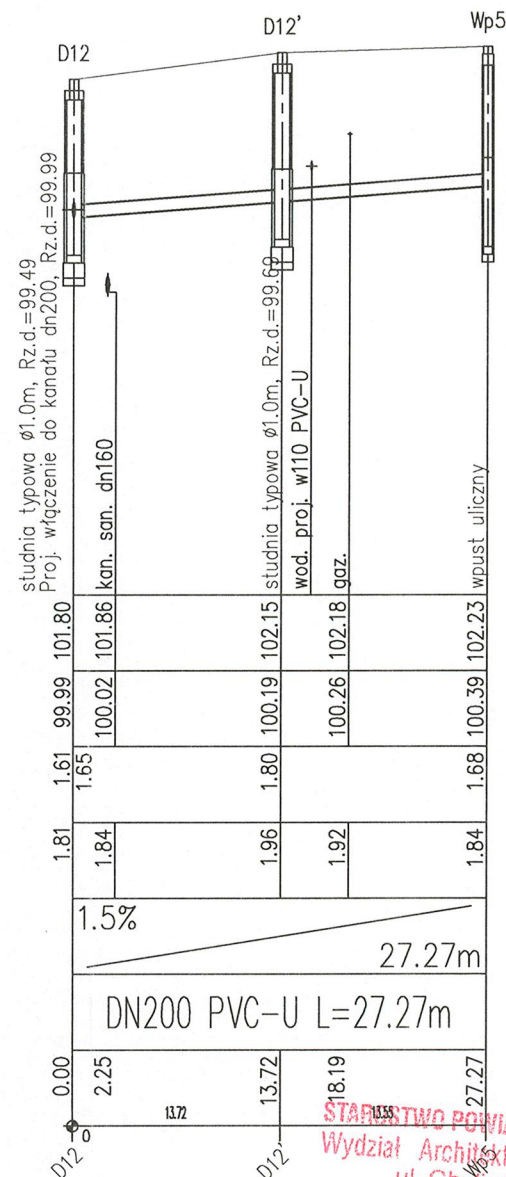 D12
D12'
Wp5
studnia typowa ø1.0m, Rz.d.=99.49
Proj. włączenie do kanału dn200, Rz.d.=99.99
kan. san. dn160
studnia typowa ø1.0m, Rz.d.=99.69
wod. proj. w110 PVC-U
gaz.
wpust uliczny
101.80 101.86 102.15 102.18 102.23
99.99 100.02 100.19 100.26 100.39
1.61 1.65 1.80 1.68
1.81 1.84 1.96 1.92 1.84
1.5%
27.27m
DN200 PVC-U L=27.27m
0.00 2.25 13.72 18.19 27.27
13.72 13.55
0
D12 D12' Wp5
STAROSTWO
Wydział
ul.